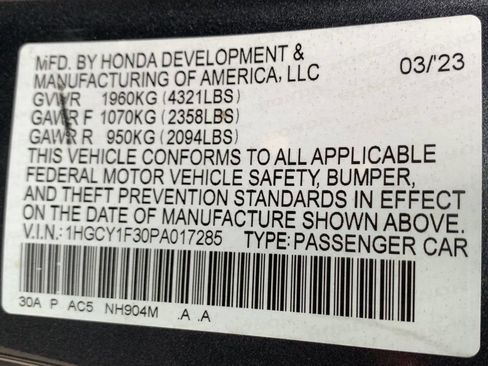 MFD. BY HONDA DEVELOPMENT &
MANUFACTURING OF AMERICA, LLC 03/'23
GVWR 1960KG (4321LBS)
GAWR F 1070KG (2358LBS)
GAWR R 950KG (2094LBS)
THIS VEHICLE CONFORMS TO ALL APPLICABLE
FEDERAL MOTOR VEHICLE SAFETY, BUMPER,
AND THEFT PREVENTION STANDARDS IN EFFECT
ON THE DATE OF MANUFACTURE SHOWN ABOVE.
V.I.N.: 1HGCY1F30PA017285 TYPE: PASSENGER CAR
30A P AC5 NH904M .A .A